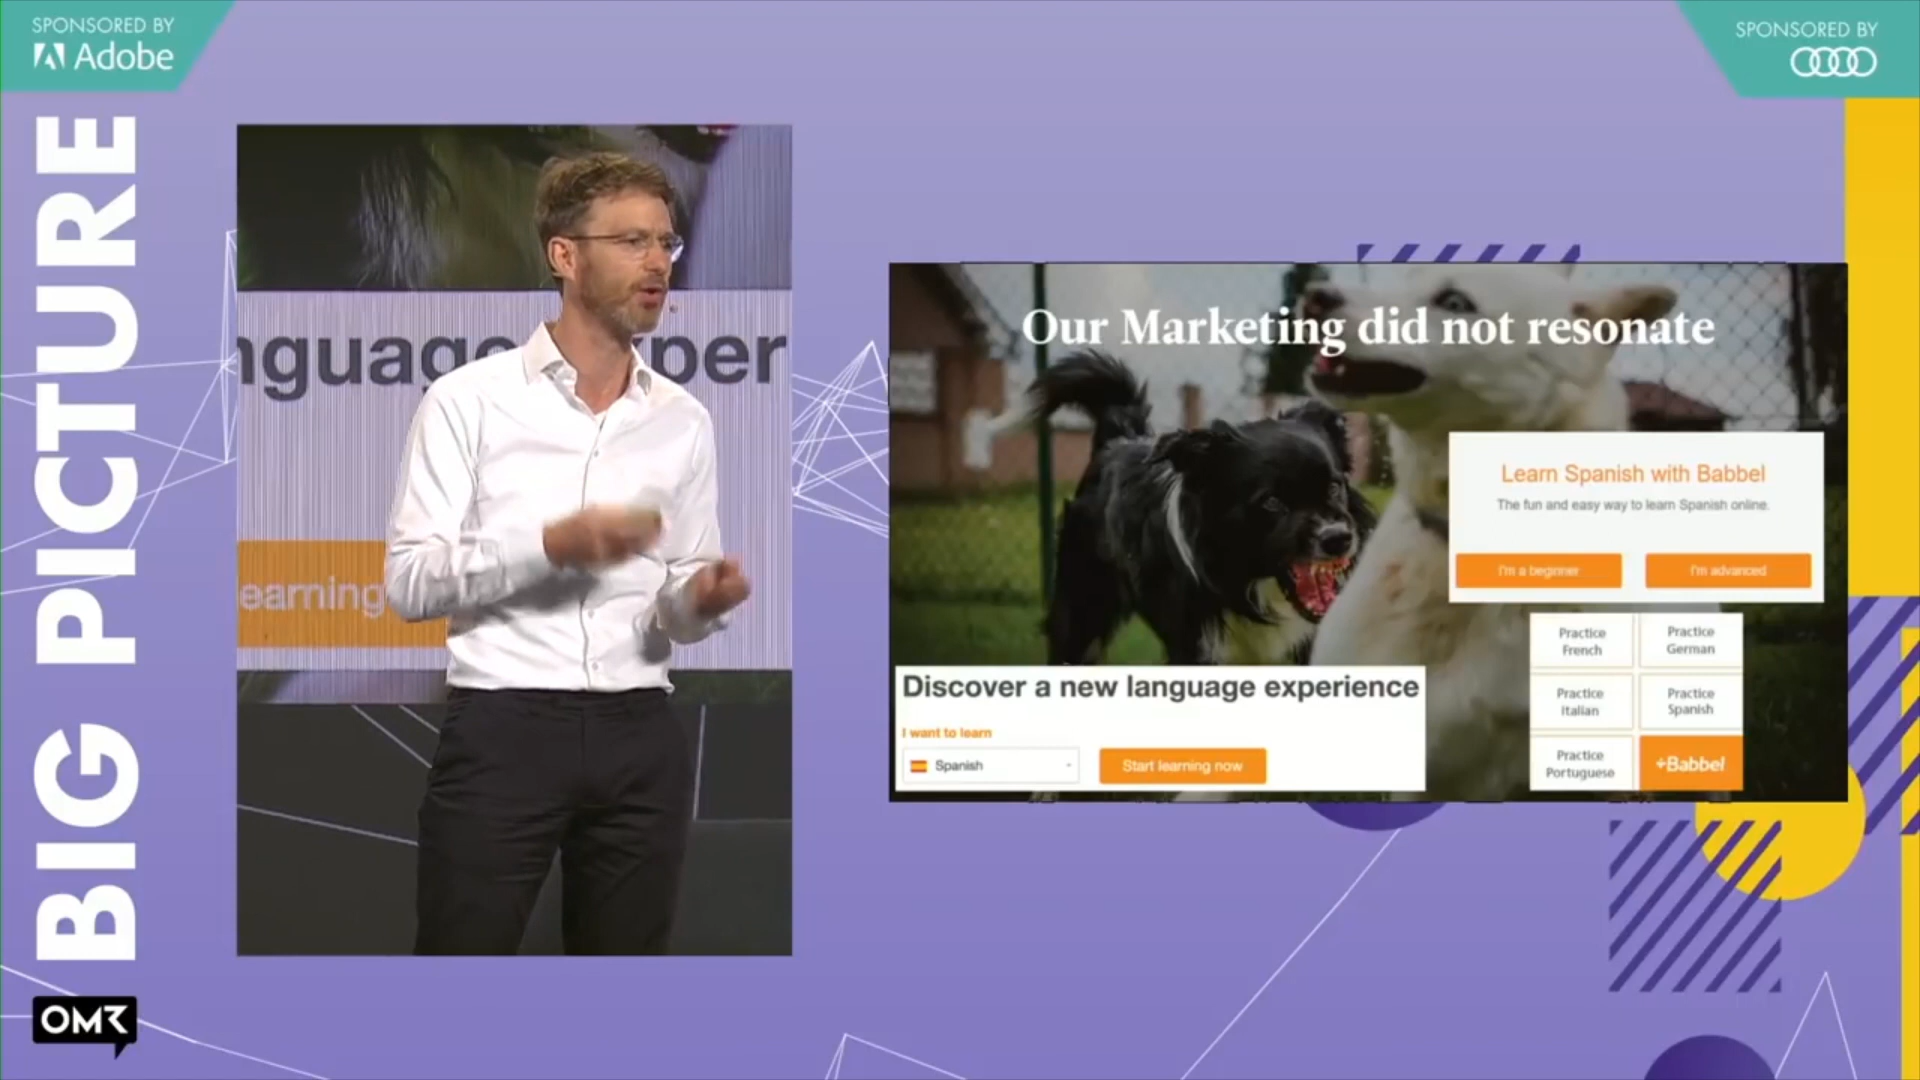 SPONSORED BY
Adobe
SPONSORED BY
BIG PICTURE
nguage
xper
earning
Our Marketing did not resonate
Learn Spanish with Babbel
The fun and easy way to learn Spanish online.
I'm a beginner
I'm advanced
Practice
French
Practice
German
Practice
Italian
Practice
Spanish
Practice
Portuguese
+Babbel
Discover a new language experience
I want to learn
Spanish
Start learning now
OMR